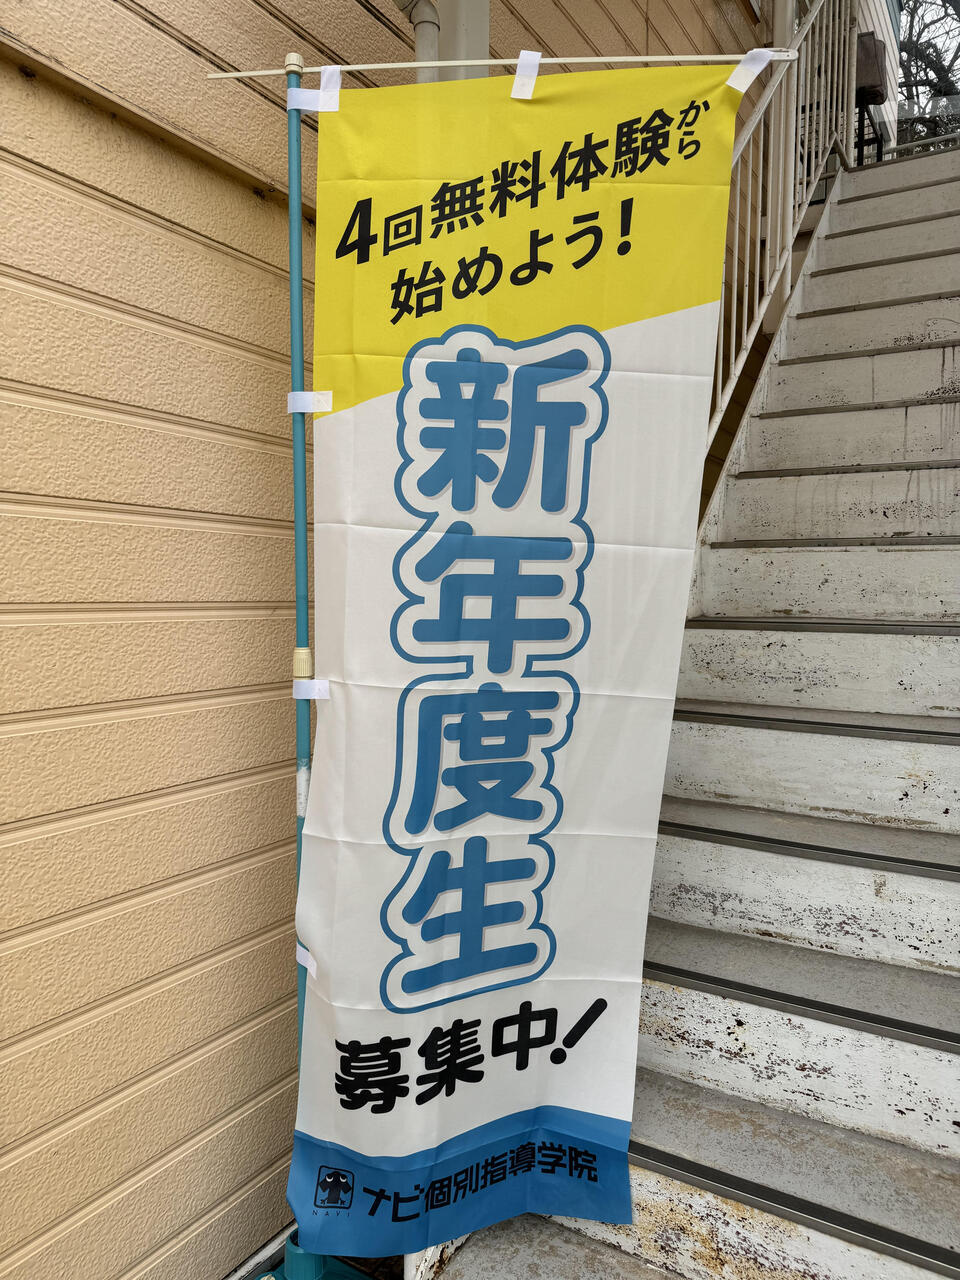 4回無料体験から
始めよう!
新年度生
募集中!
NAVI
ナビ個別指導学院